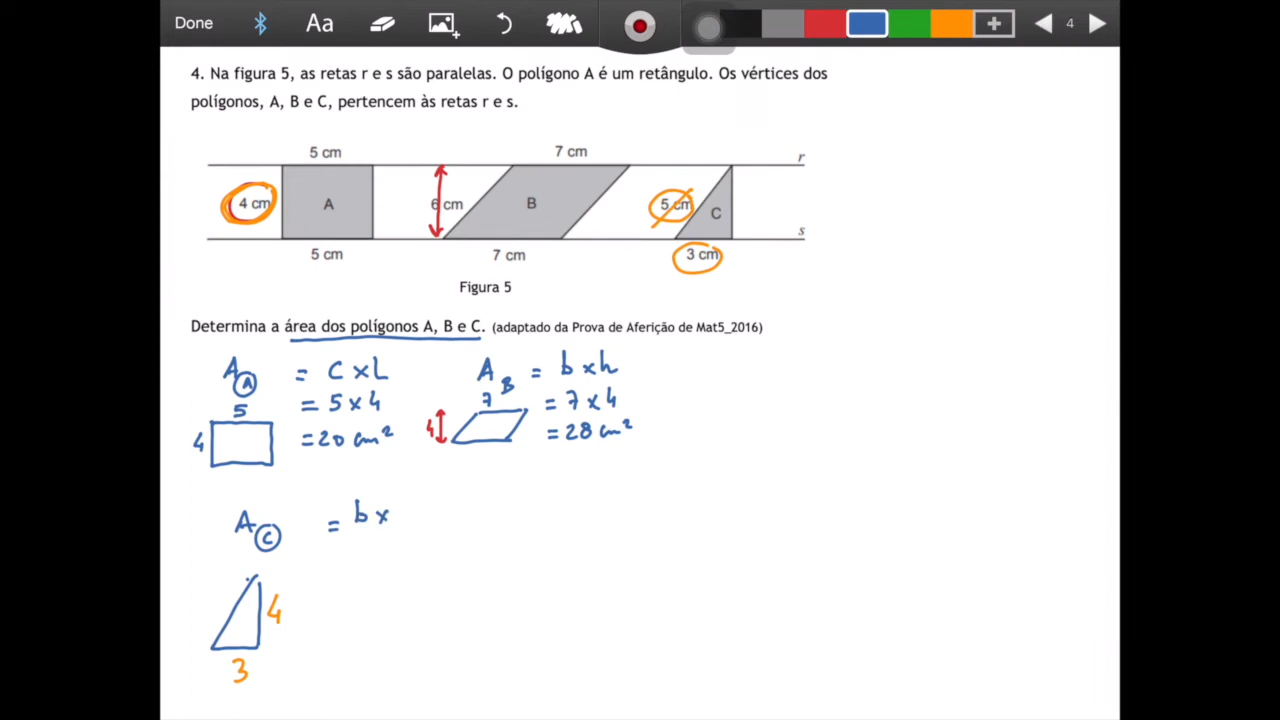 Done
Aa
4
4. Na figura 5, as retas r e s são paralelas. O polígono A é um retângulo. Os vértices dos
polígonos, A, B e C, pertencem às retas r e s.
5 cm
7 cm
r
4 cm
A
6 cm
B
5 cm
C
s
5 cm
7 cm
3 cm
Figura 5
Determina a área dos polígonos A, B e C. (adaptado da Prova de Aferição de Mat5_2016)
A A = C x L
= 5 x 4
= 20 cm²
5
4
A B = b x h
= 7 x 4
= 28 cm²
7
4
A C = b x
4
3